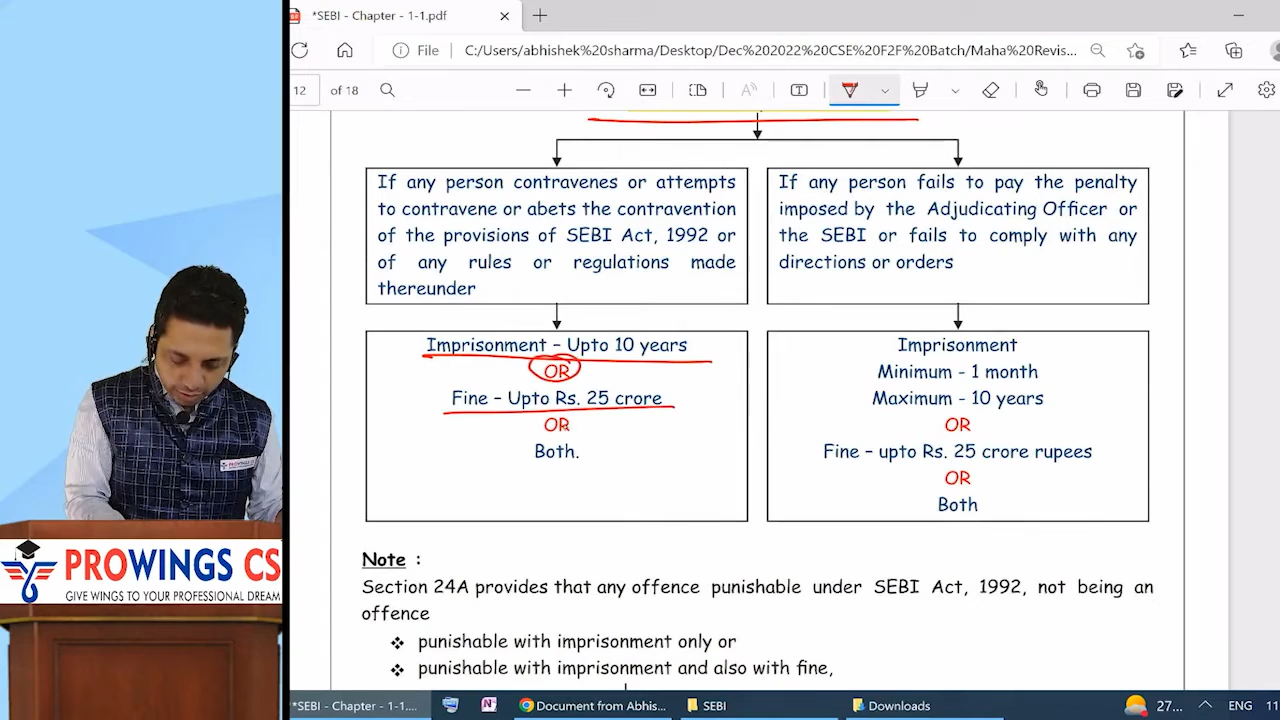 *SEBI - Chapter - 1-1.pdf
File
C:/Users/abhishek%20sharma/Desktop/Dec%202022%20CSE%20F2F%20Batch/Maha%20Revis...
12 of 18
If any person contravenes or attempts
to contravene or abets the contravention
of the provisions of SEBI Act, 1992 or
of any rules or regulations made
thereunder
If any person fails to pay the penalty
imposed by the Adjudicating Officer or
the SEBI or fails to comply with any
directions or orders
Imprisonment – Upto 10 years
OR
Fine – Upto Rs. 25 crore
OR
Both.
Imprisonment
Minimum - 1 month
Maximum - 10 years
OR
Fine – upto Rs. 25 crore rupees
OR
Both
Note :
Section 24A provides that any offence punishable under SEBI Act, 1992, not being an
offence
❖ punishable with imprisonment only or
❖ punishable with imprisonment and also with fine,
PROWINGS CS
PROWINGS CS
GIVE WINGS TO YOUR PROFESSIONAL DREAM
*SEBI - Chapter - 1-1....
Document from Abhis...
SEBI
Downloads
27...
ENG
11